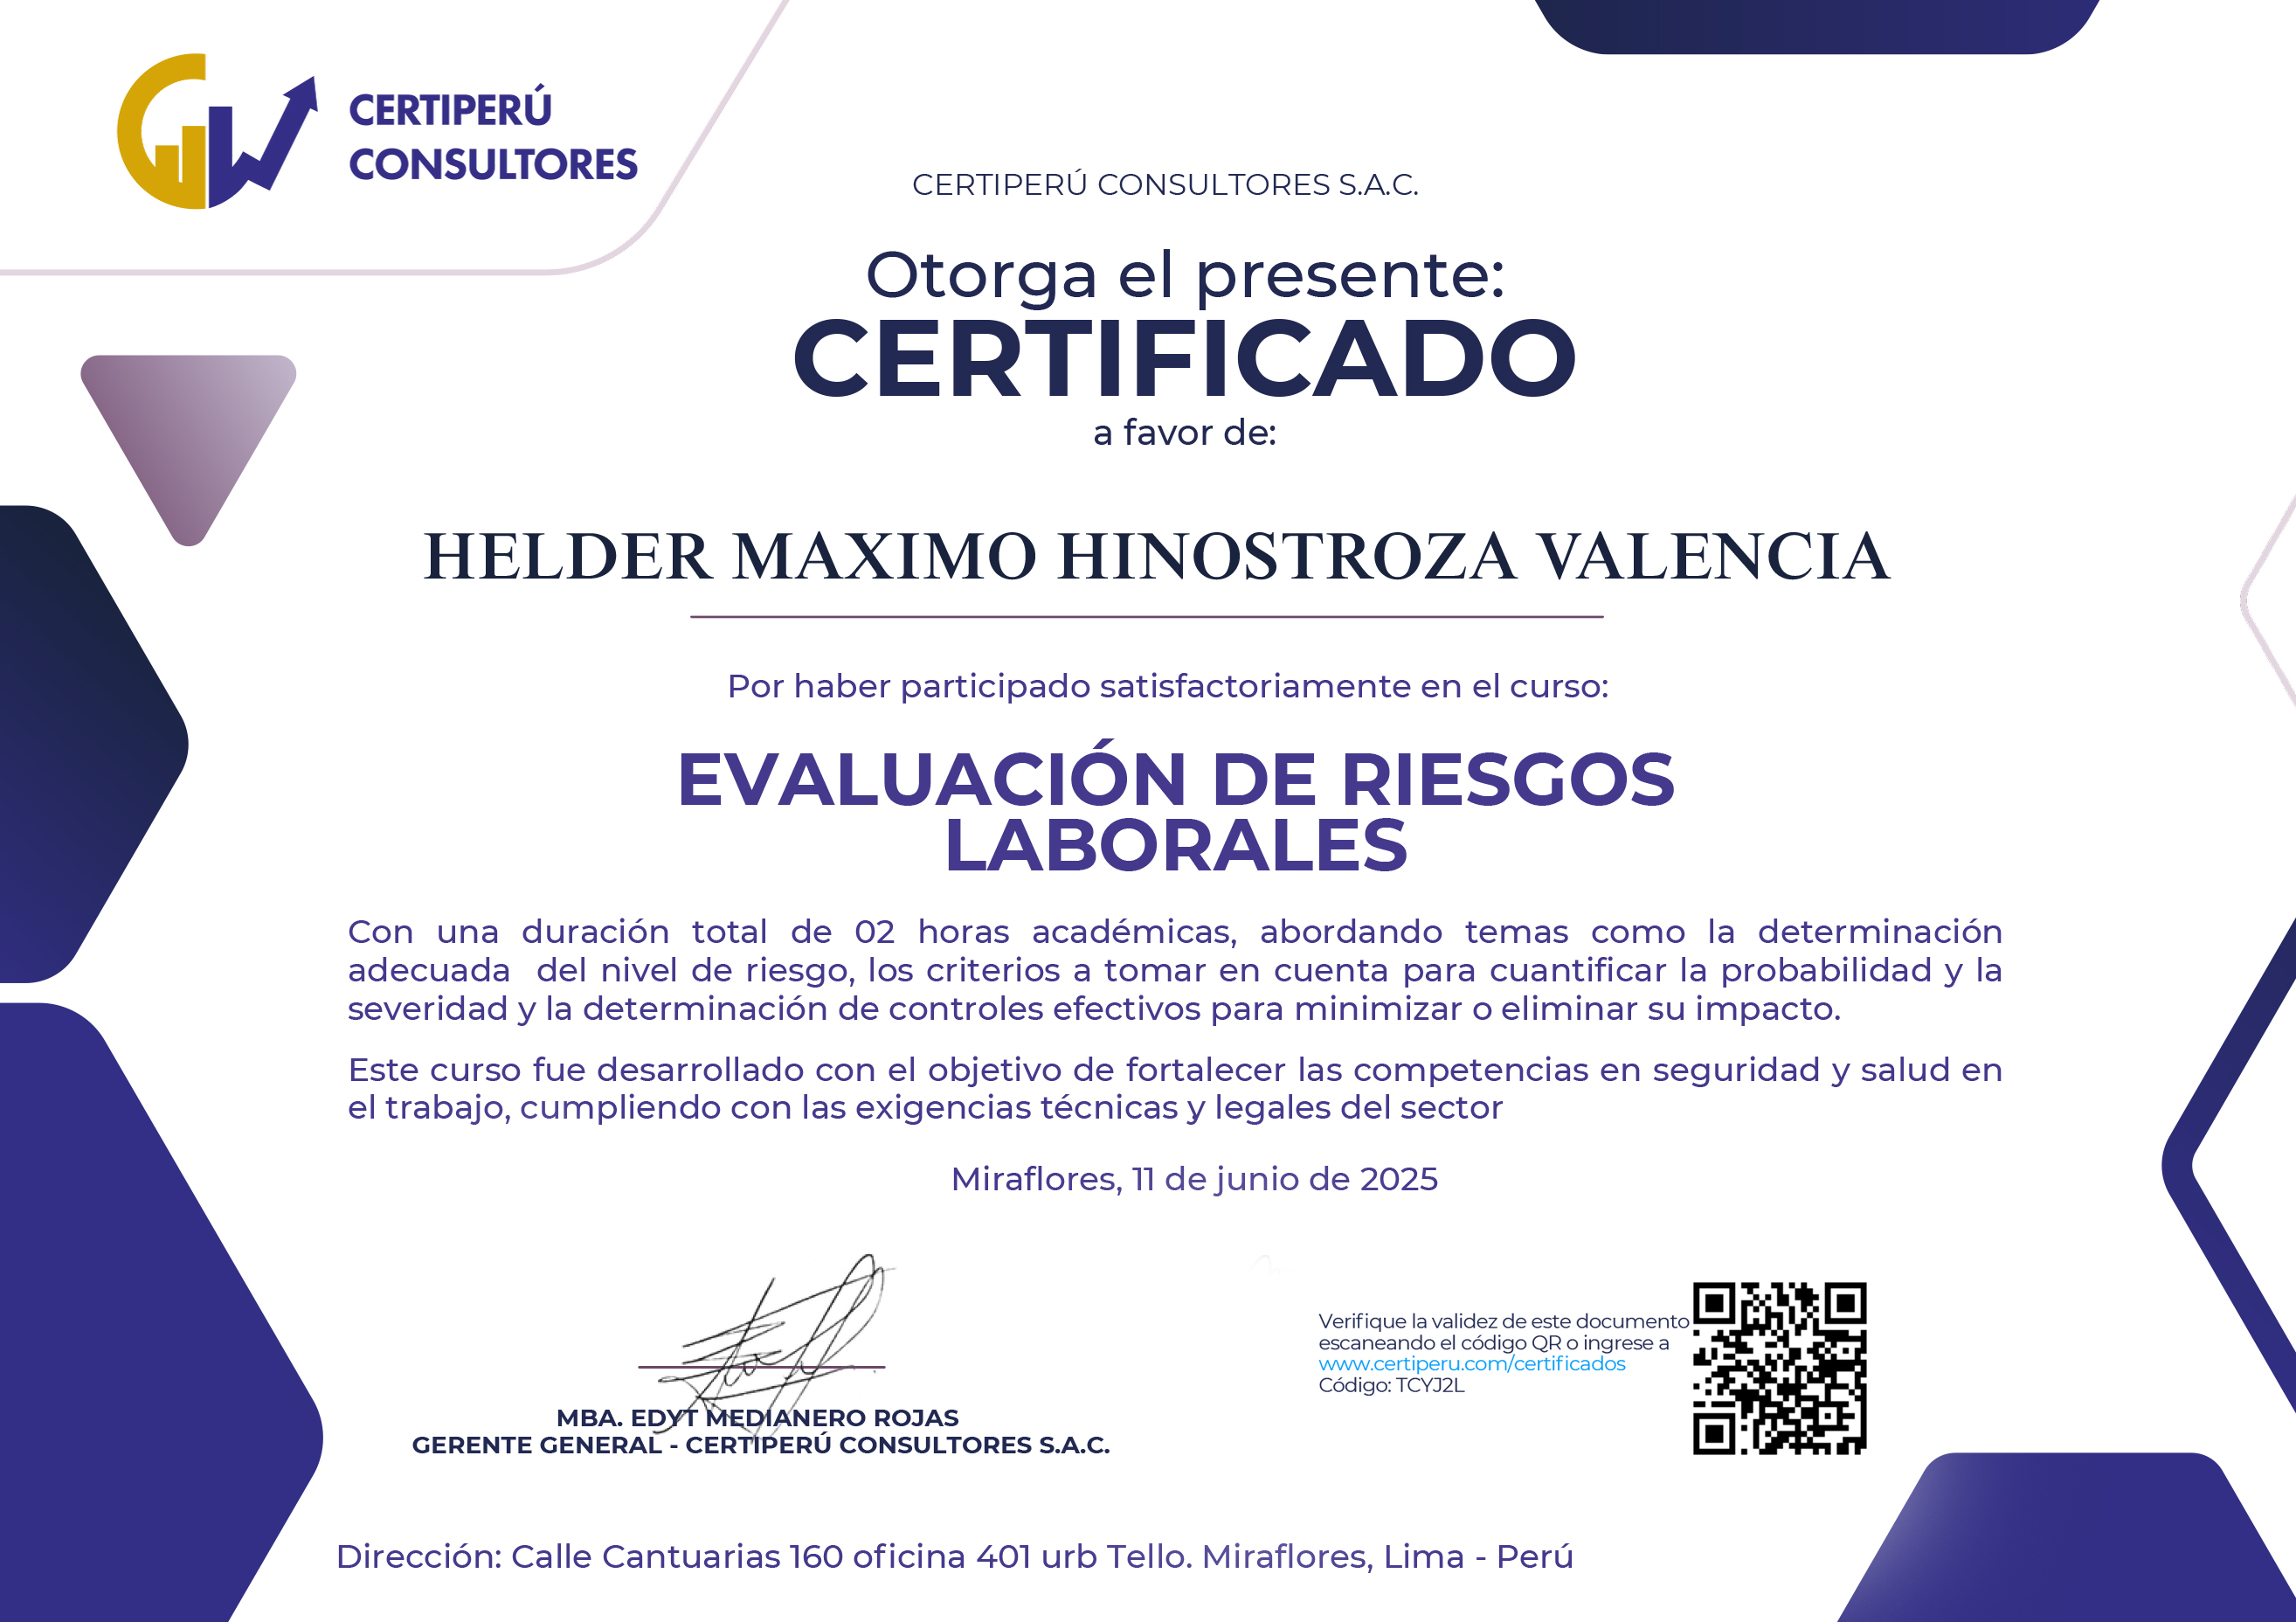 CERTIPERÚ
CONSULTORES
CERTIPERÚ CONSULTORES S.A.C.
Otorga el presente:
CERTIFICADO
a favor de:
HELDER MAXIMO HINOSTROZA VALENCIA
Por haber participado satisfactoriamente en el curso:
EVALUACIÓN DE RIESGOS
LABORALES
Con una duración total de 02 horas académicas, abordando temas como la determinación
adecuada del nivel de riesgo, los criterios a tomar en cuenta para cuantificar la probabilidad y la
severidad y la determinación de controles efectivos para minimizar o eliminar su impacto.
Este curso fue desarrollado con el objetivo de fortalecer las competencias en seguridad y salud en
el trabajo, cumpliendo con las exigencias técnicas y legales del sector
Miraflores, 11 de junio de 2025
MBA. EDYT MEDIANERO ROJAS
GERENTE GENERAL - CERTIPERÚ CONSULTORES S.A.C.
Verifique la validez de este documento
escaneando el código QR o ingrese a
www.certiperu.com/certificados
Código: TCYJ2L
Dirección: Calle Cantuarias 160 oficina 401 urb Tello. Miraflores, Lima - Perú